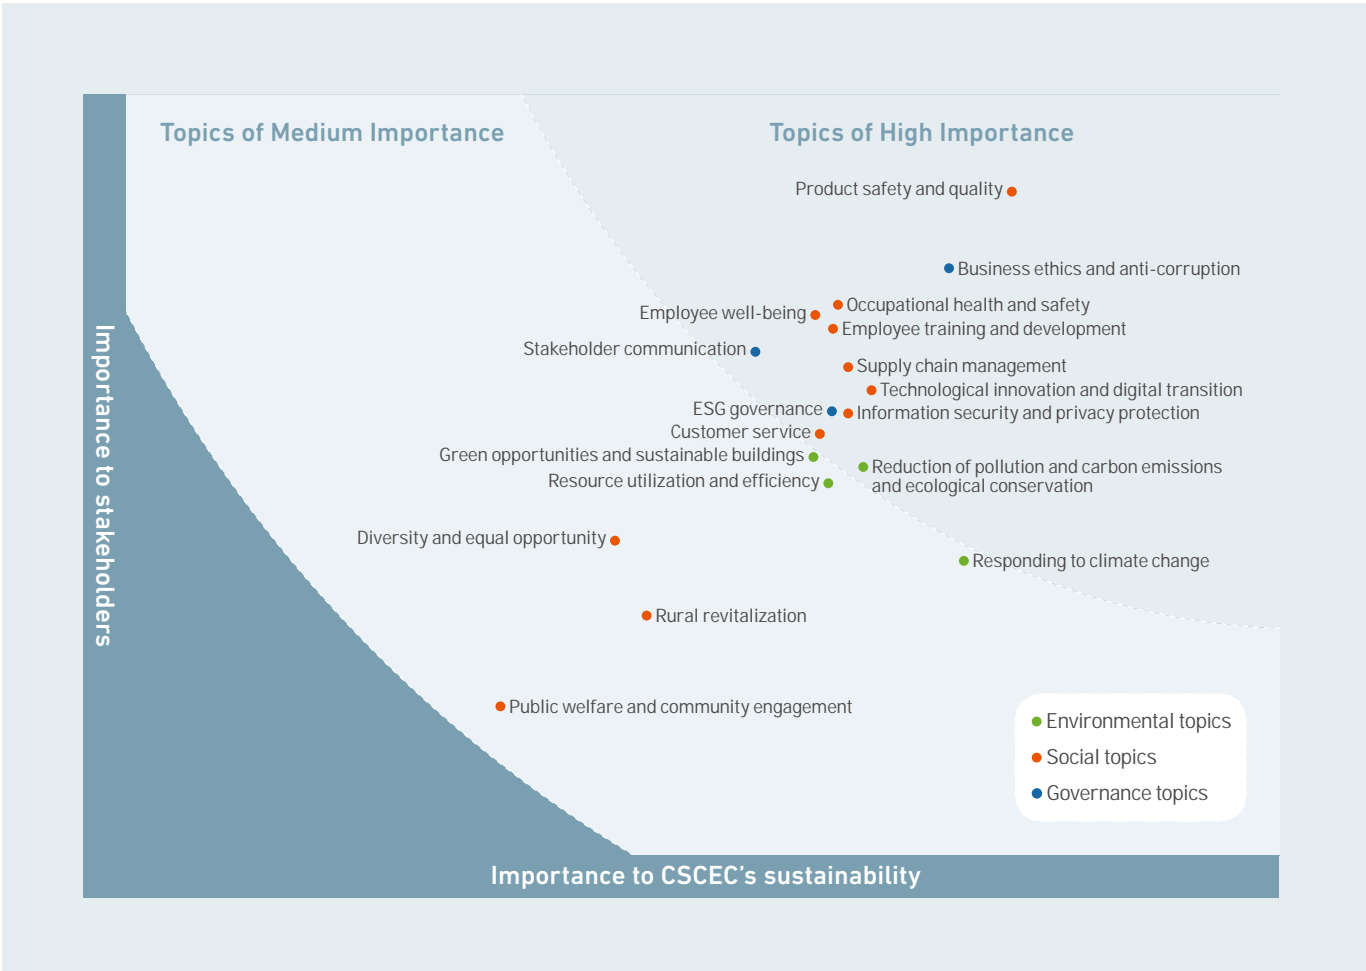 Topics of Medium Importance
Topics of High Importance
Product safety and quality
Business ethics and anti-corruption
Occupational health and safety
Employee well-being
Employee training and development
Stakeholder communication
Supply chain management
Technological innovation and digital transition
ESG governance
Information security and privacy protection
Customer service
Green opportunities and sustainable buildings
Reduction of pollution and carbon emissions
and ecological conservation
Resource utilization and efficiency
Diversity and equal opportunity
Responding to climate change
Rural revitalization
Public welfare and community engagement
Environmental topics
Social topics
Governance topics
Importance to stakeholders
Importance to CSCEC's sustainability